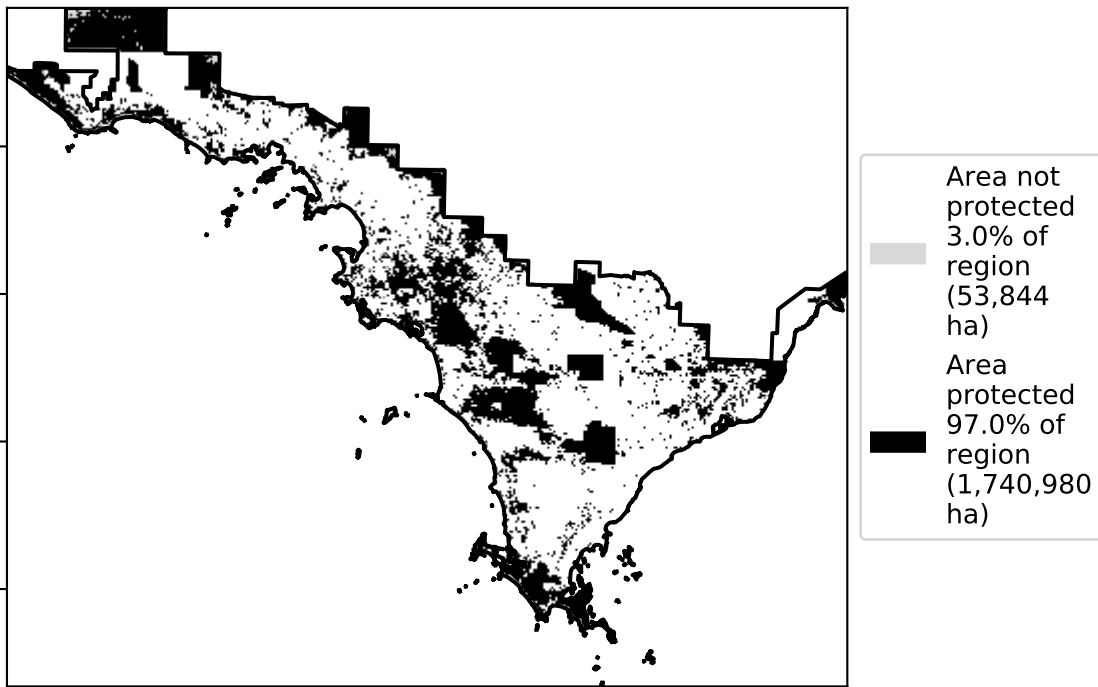 Area not
protected
3.0% of
region
(53,844
ha)
Area
protected
97.0% of
region
(1,740,980
ha)